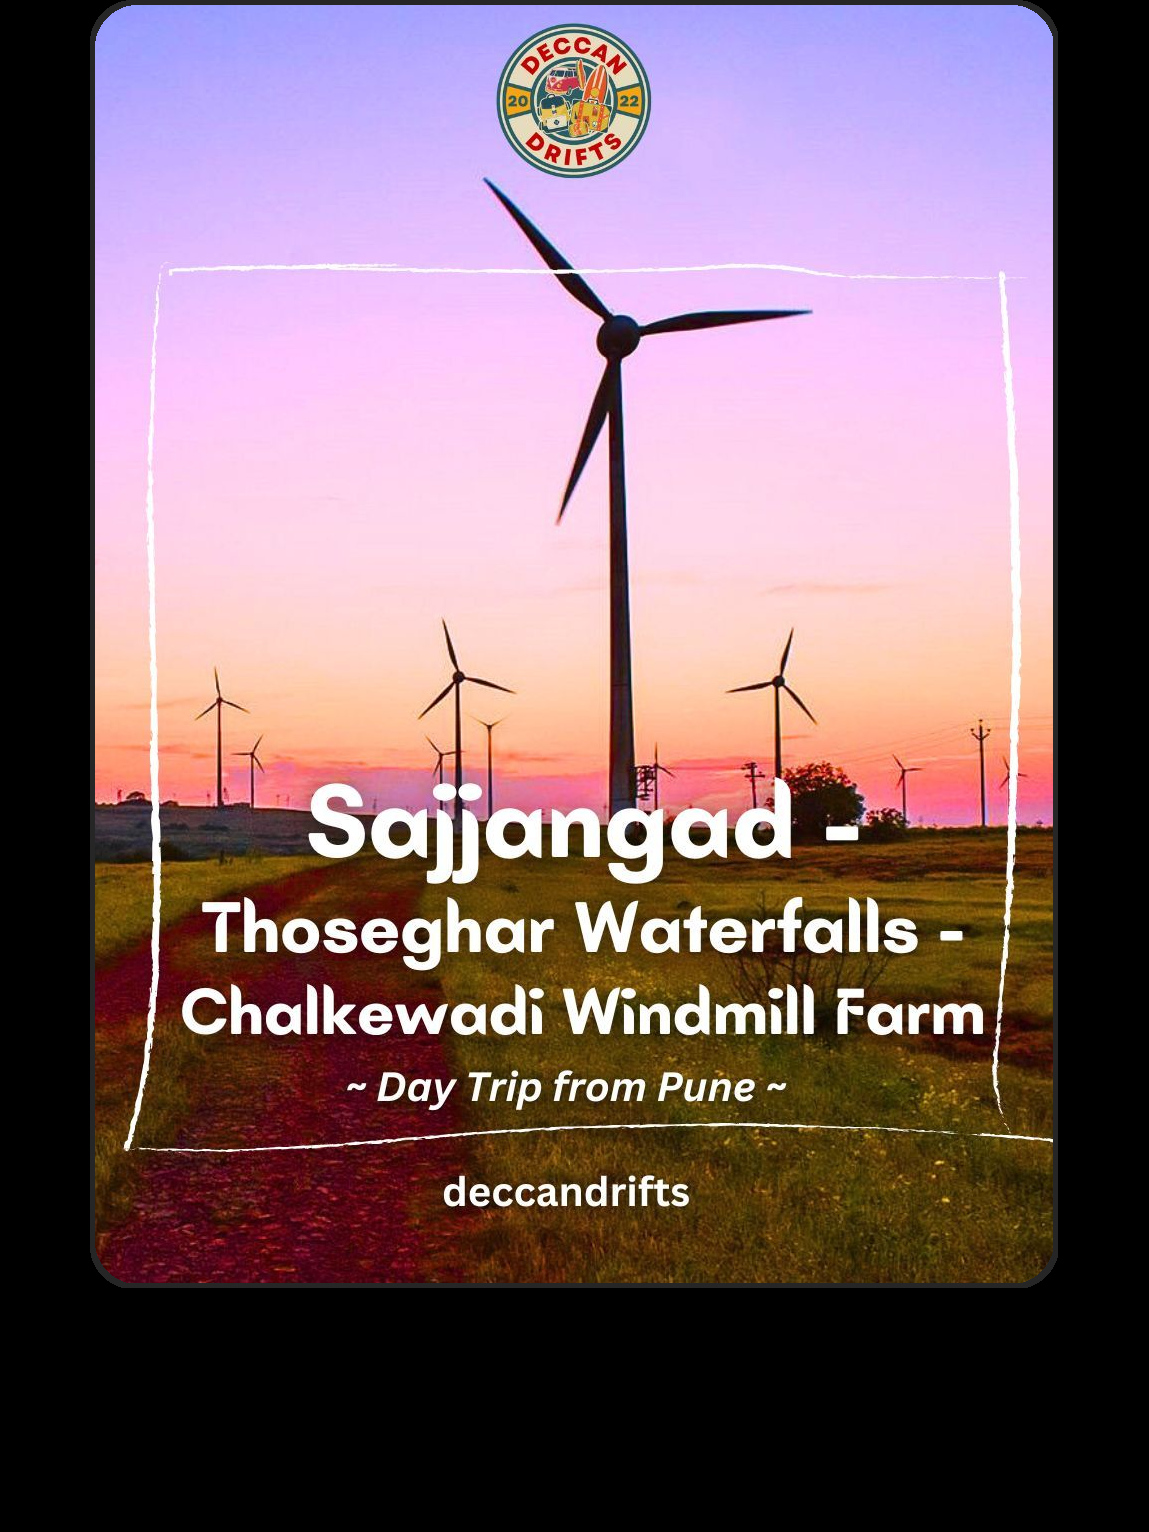 DECCAN
20 22
DRIFTS
Sajjangad -
Thoseghar Waterfalls -
Chalkewadi Windmill Farm
~ Day Trip from Pune ~
deccandrifts